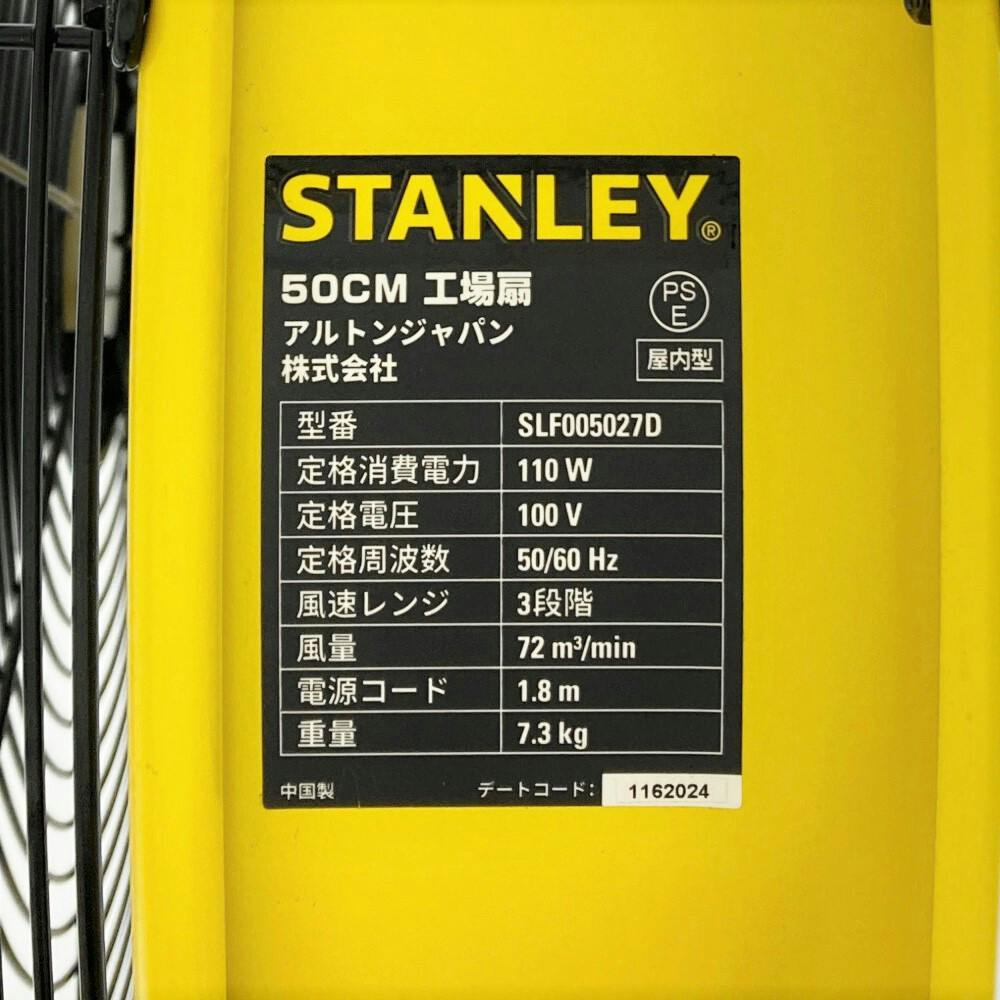 STANLEY®
50CM 工場扇
アルトンジャパン
株式会社
PS
E
屋内型
型番 SLF005027D
定格消費電力 110 W
定格電圧 100 V
定格周波数 50/60 Hz
風速レンジ 3段階
風量 72 m³/min
電源コード 1.8 m
重量 7.3 kg
中国製 デートコード: 1162024